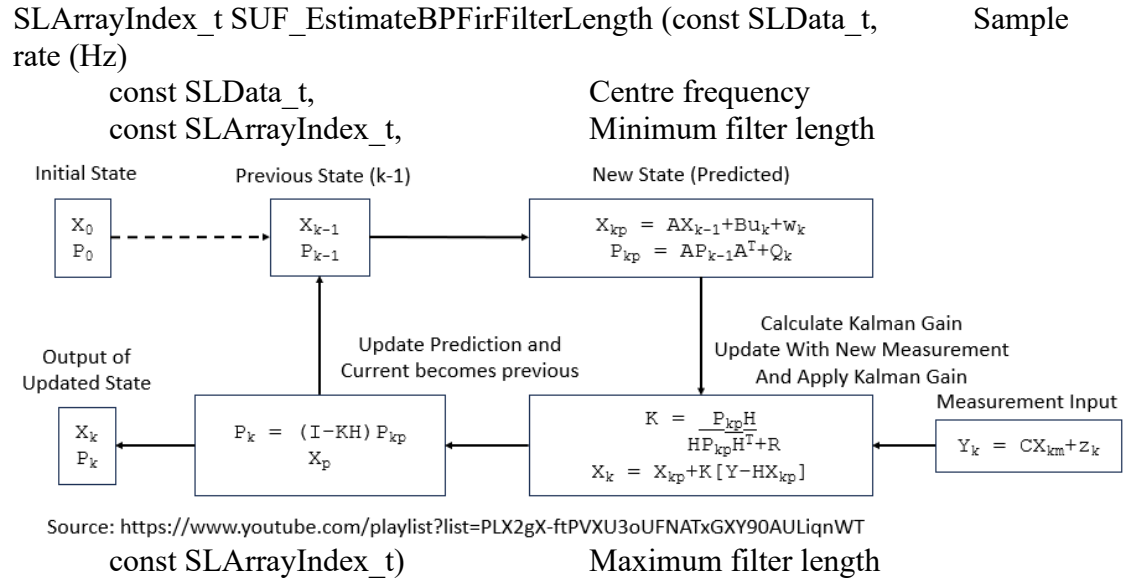 SLArrayIndex_t SUF_EstimateBPFirFilterLength (const SLData_t, Sample
rate (Hz)
const SLData_t, Centre frequency
const SLArrayIndex_t, Minimum filter length
Initial State
Previous State (k-1)
New State (Predicted)
X₀
P₀
Xₖ₋₁
Pₖ₋₁
Xₖₚ = AXₖ₋₁+Buₖ+wₖ
Pₖₚ = APₖ₋₁Aᵀ+Qₖ
Calculate Kalman Gain
Update With New Measurement
And Apply Kalman Gain
Update Prediction and
Current becomes previous
Output of
Updated State
Measurement Input
Xₖ
Pₖ
Pₖ = (I-KH)Pₖₚ
Xₚ
K = PₖₚH
HPₖₚHᵀ+R
Xₖ = Xₖₚ+K[Y-HXₖₚ]
Yₖ = CXₖₘ+zₖ
Source: https://www.youtube.com/playlist?list=PLX2gX-ftPVXU3oUFNATxGXY90AULiqnWT
const SLArrayIndex_t) Maximum filter length